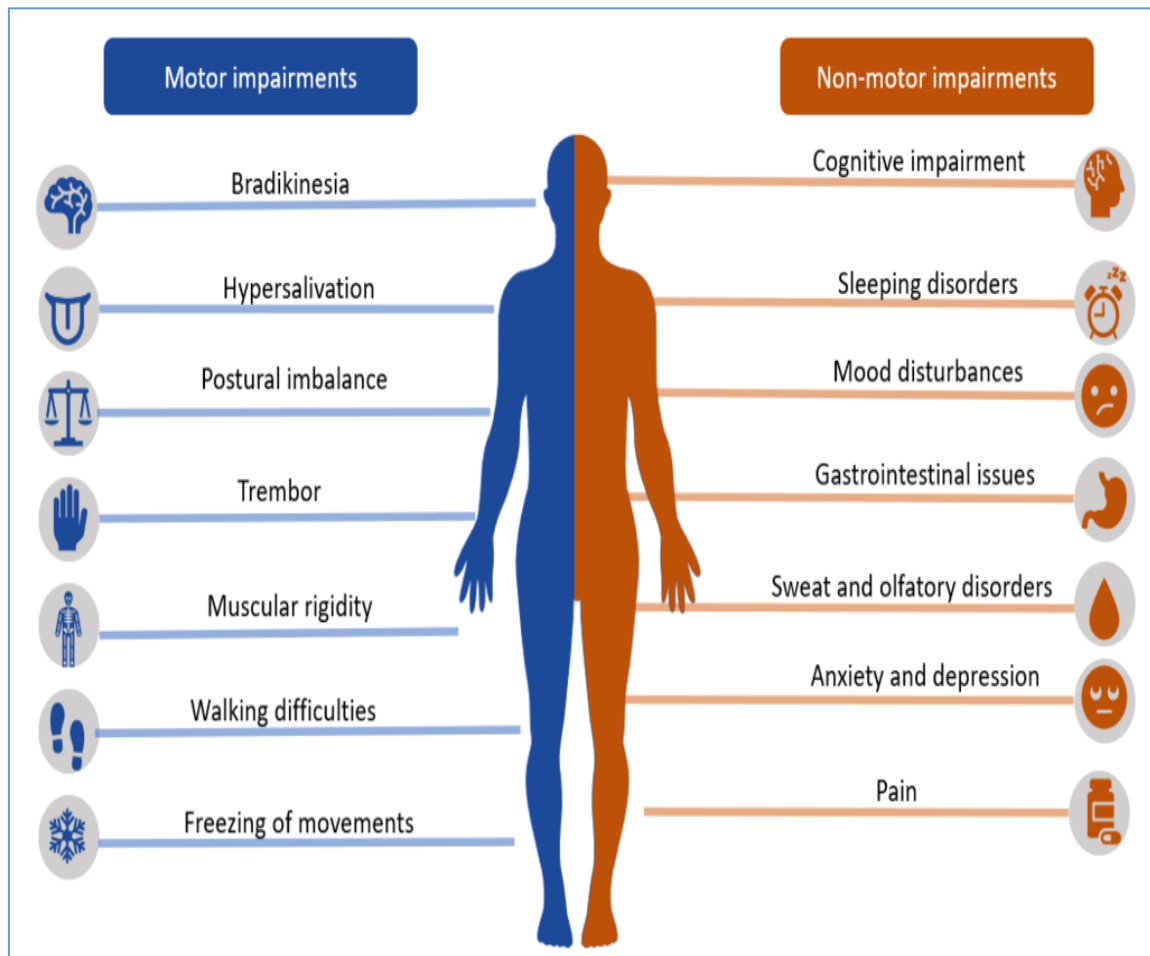 Motor impairments
Bradikinesia
Hypersalivation
Postural imbalance
Trembor
Muscular rigidity
Walking difficulties
Freezing of movements
Non-motor impairments
Cognitive impairment
zZZ
Sleeping disorders
Mood disturbances
Gastrointestinal issues
Sweat and olfatory disorders
Anxiety and depression
Pain